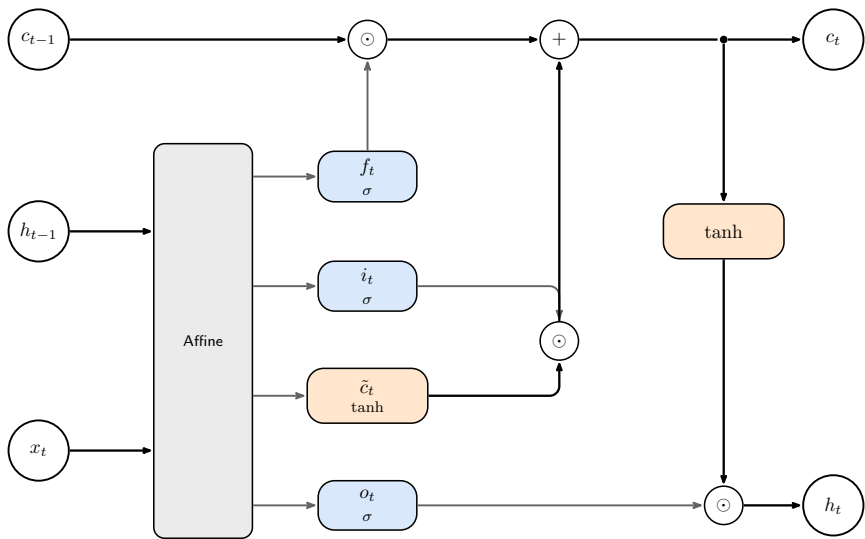 c_{t−1}
⊙
+
c_t
f_t
σ
h_{t−1}
tanh
i_t
σ
Affine
⊙
c̃_t
tanh
x_t
o_t
σ
⊙
h_t